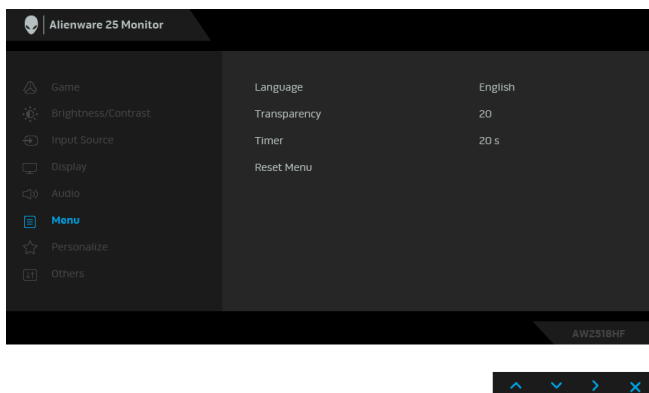 Alienware 25 Monitor
Game
Language English
Brightness/Contrast
Transparency 20
Input Source
Timer 20 s
Display
Reset Menu
Audio
Menu
Personalize
Others
AW2518HF